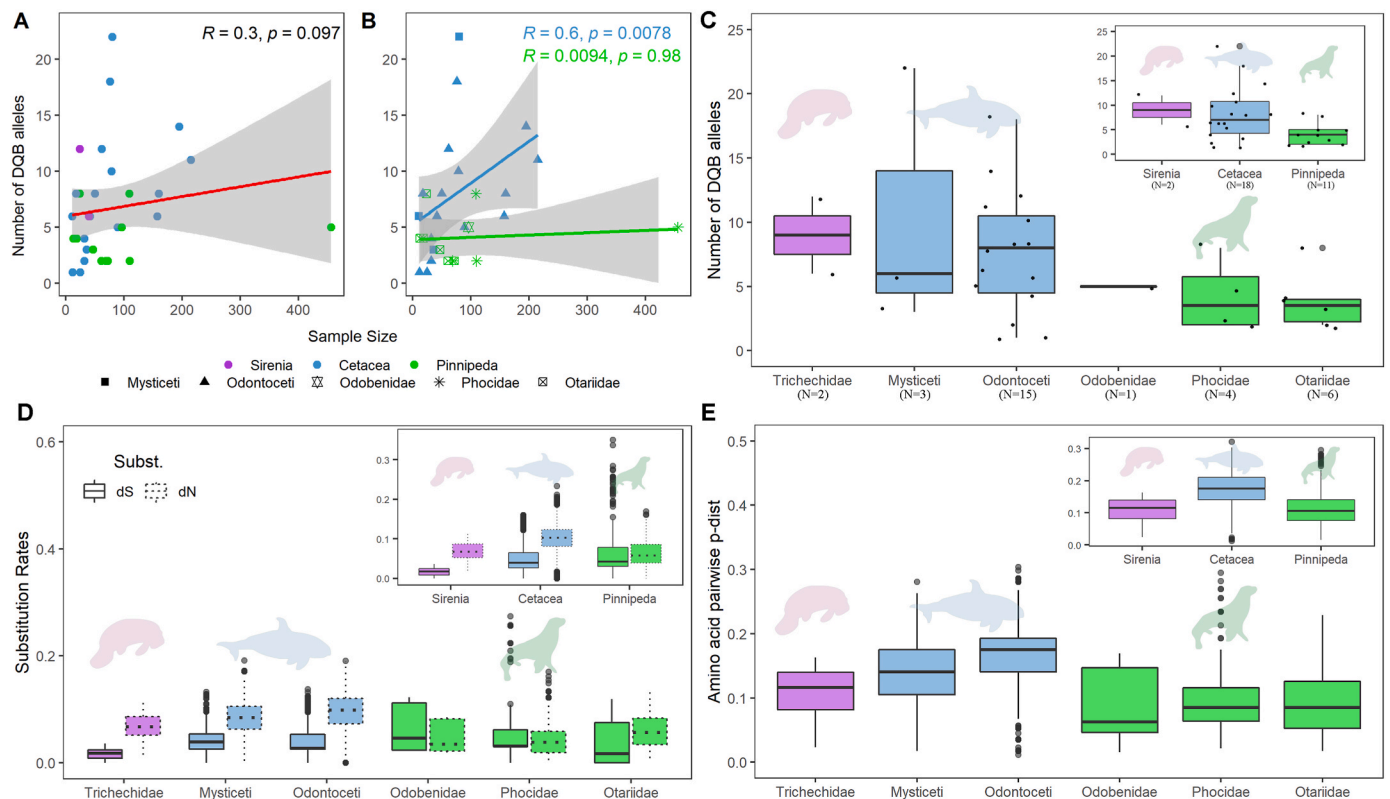 A
R = 0.3, p = 0.097
Number of DQB alleles
20
15
10
5
0
0 100 200 300 400
B
R = 0.6, p = 0.0078
R = 0.0094, p = 0.98
20
15
10
5
0
0 100 200 300 400
Sample Size
Sirenia Cetacea Pinnipeda
Mysticeti Odontoceti Odobenidae Phocidae Otariidae
C
Number of DQB alleles
25
20
15
10
5
0
Trichechidae Mysticeti Odontoceti Odobenidae Phocidae Otariidae
(N=2) (N=3) (N=15) (N=1) (N=4) (N=6)
25
20
15
10
5
0
Sirenia Cetacea Pinnipeda
(N=2) (N=18) (N=11)
D
Substitution Rates
0.6
0.4
0.2
0.0
Subst.
dS dN
Trichechidae Mysticeti Odontoceti Odobenidae Phocidae Otariidae
0.3
0.2
0.1
0.0
Sirenia Cetacea Pinnipeda
E
Amino acid pairwise p-dist
0.5
0.4
0.3
0.2
0.1
0.0
Trichechidae Mysticeti Odontoceti Odobenidae Phocidae Otariidae
0.3
0.2
0.1
0.0
Sirenia Cetacea Pinnipeda